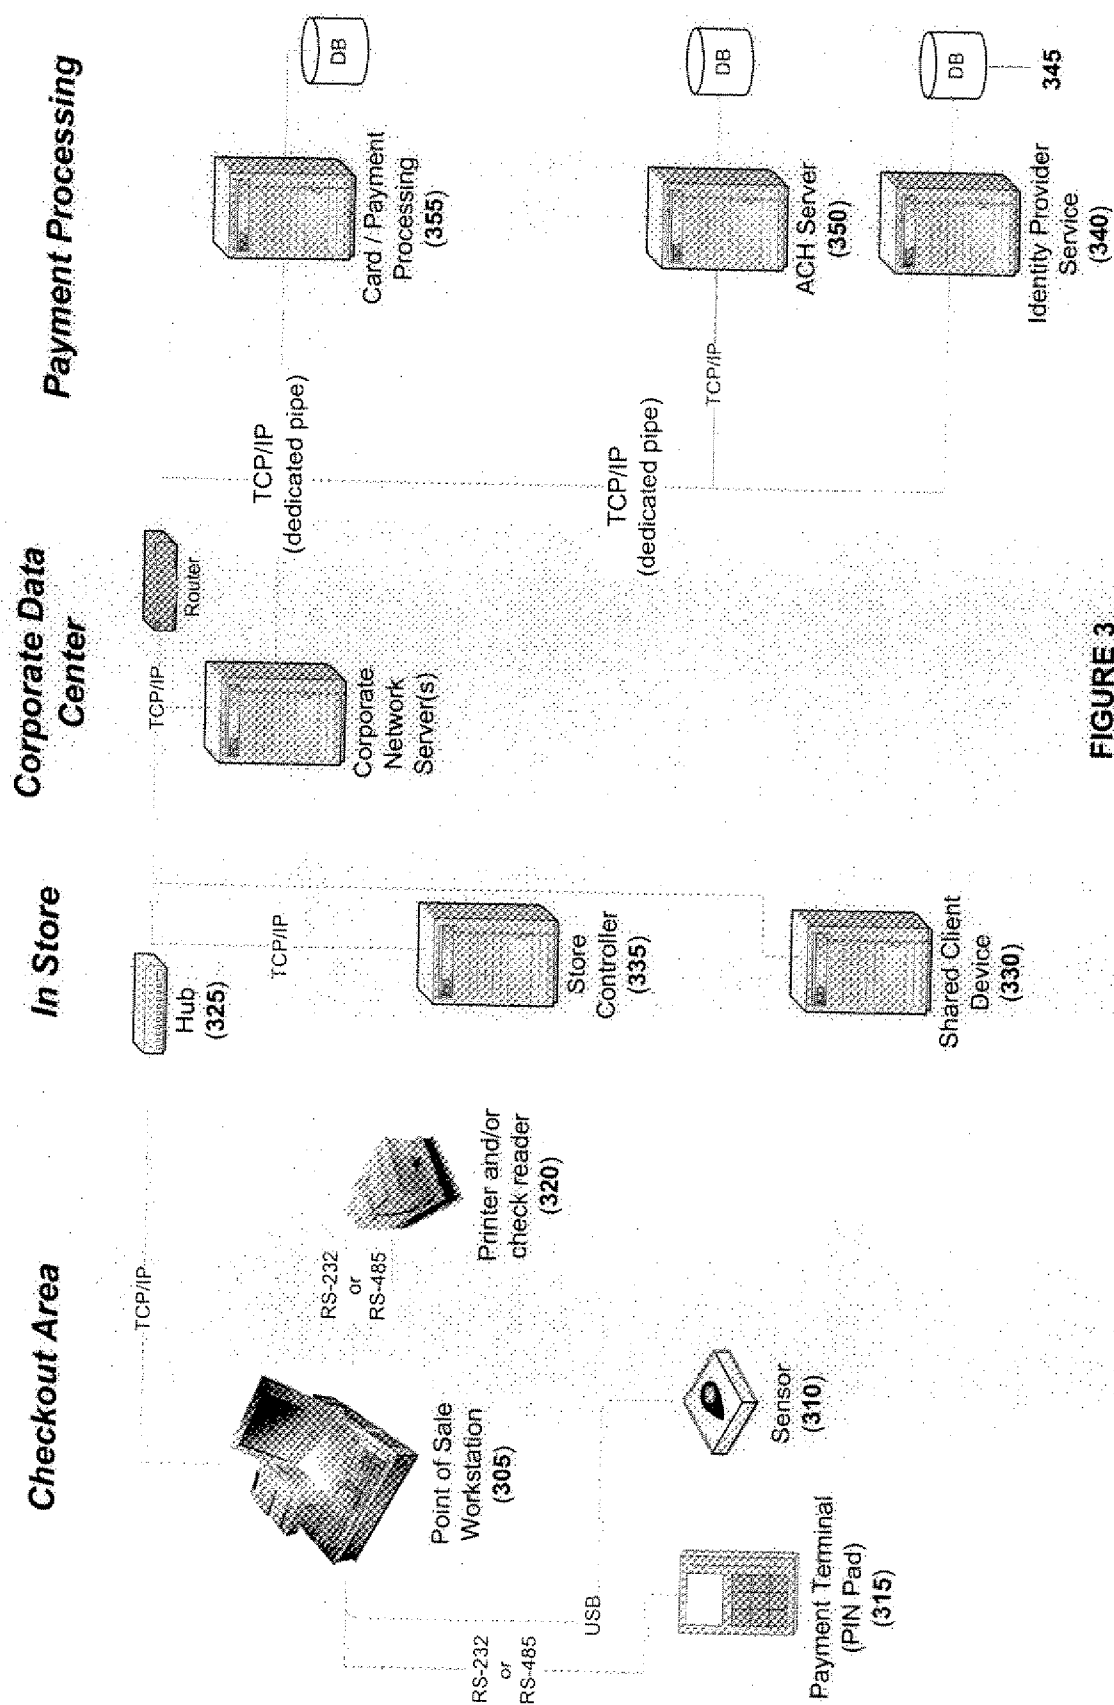 Checkout Area
In Store
Corporate Data
Center
Payment Processing
TCP/IP
Point of Sale
Workstation
(305)
RS-232
or
RS-485
Printer and/or
check reader
(320)
RS-232
or
RS-485
USB
Payment Terminal
(PIN Pad)
(315)
Sensor
(310)
Hub
(325)
TCP/IP
Store
Controller
(335)
Shared Client
Device
(330)
TCP/IP
Router
Corporate
Network
Server(s)
TCP/IP
(dedicated pipe)
TCP/IP
(dedicated pipe)
TCP/IP
Card / Payment
Processing
(355)
DB
ACH Server
(350)
DB
Identity Provider
Service
(340)
DB
345
FIGURE 3